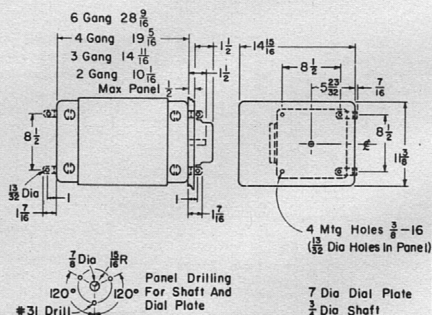 6 Gang 28 9/16
4 Gang 19 5/16
3 Gang 14 11/16
2 Gang 10 1/16
Max Panel 1/2
1 1/2
1 1/2
8 1/2
13/32 Dia
1 7/16
1
1
1 7/16
14 15/16
8 1/2
5 23/32
7/16
8 1/2
11 3/8
4 Mtg Holes 3/8 -16
(13/32 Dia Holes In Panel)
7/8 Dia
15/16 R
120°
120°
#31 Drill
Panel Drilling
For Shaft And
Dial Plate
7 Dia Dial Plate
3/4 Dia Shaft